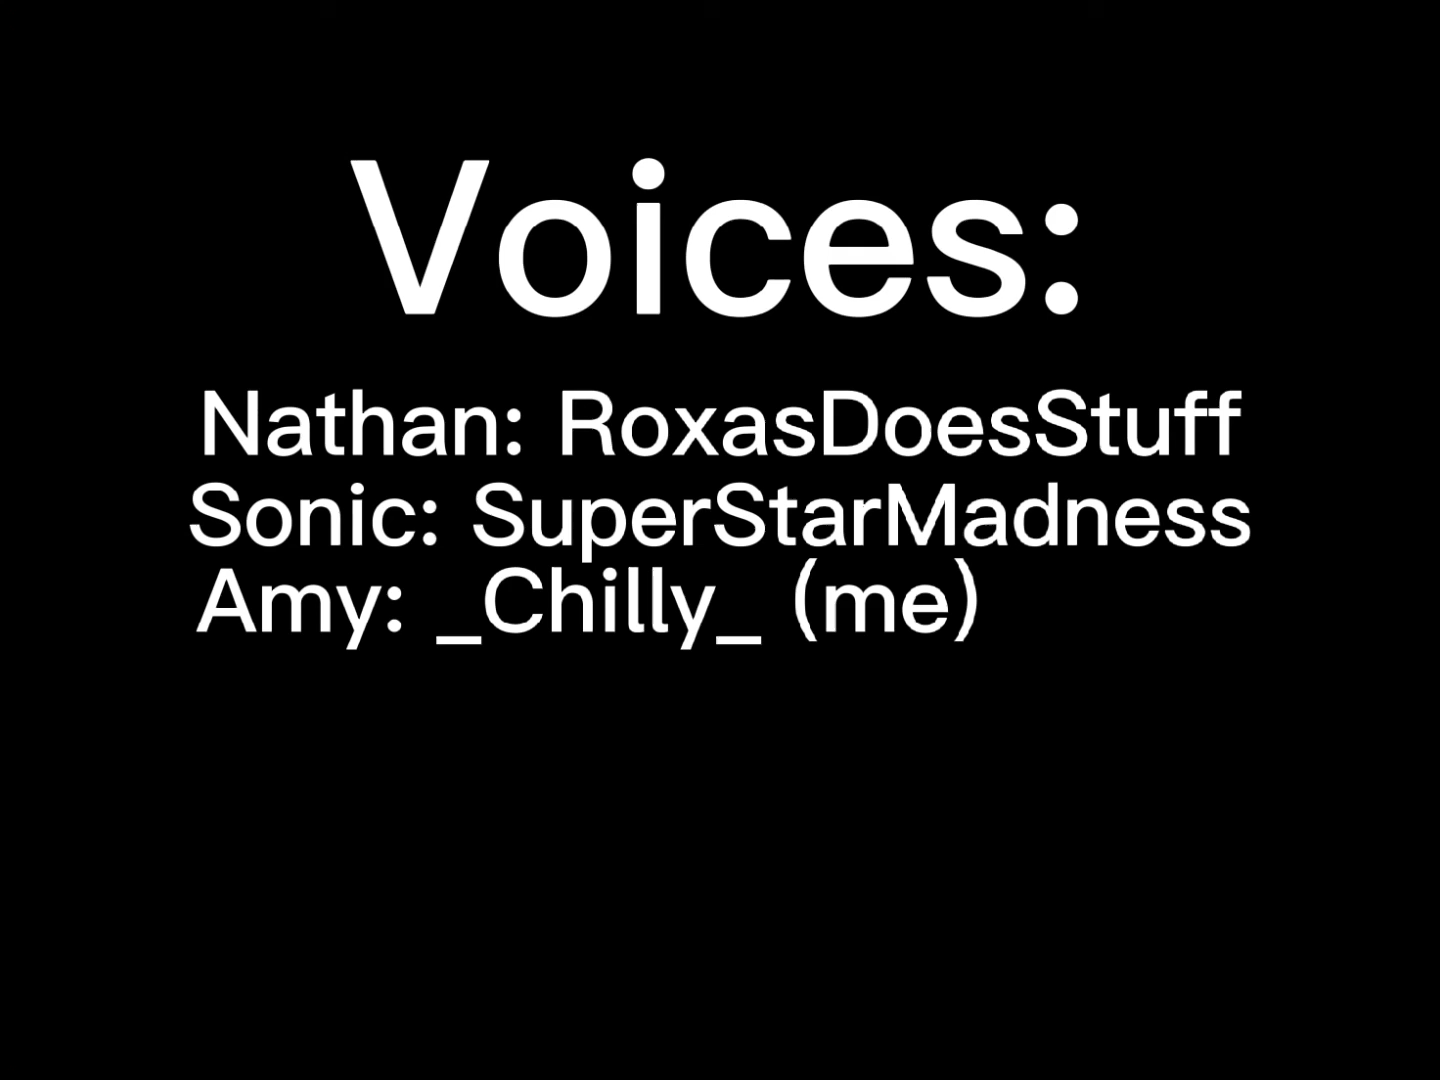 Voices:
Nathan: RoxasDoesStuff
Sonic: SuperStarMadness
Amy: _Chilly_ (me)